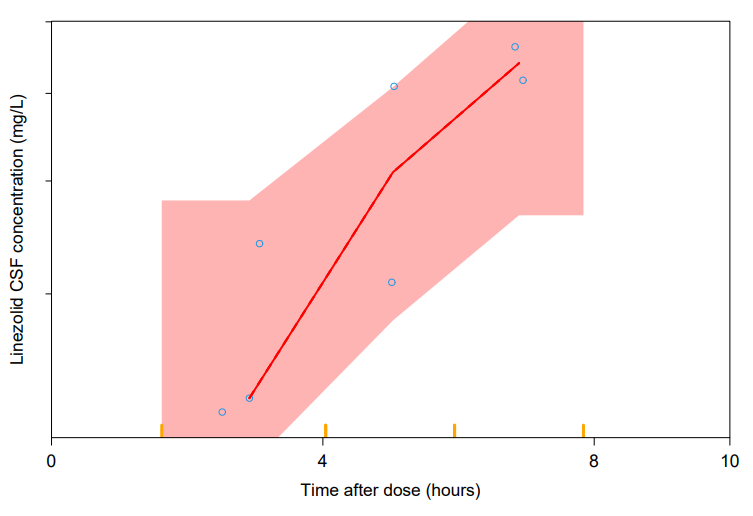 Linezolid CSF concentration (mg/L)
0 4 8 10
Time after dose (hours)